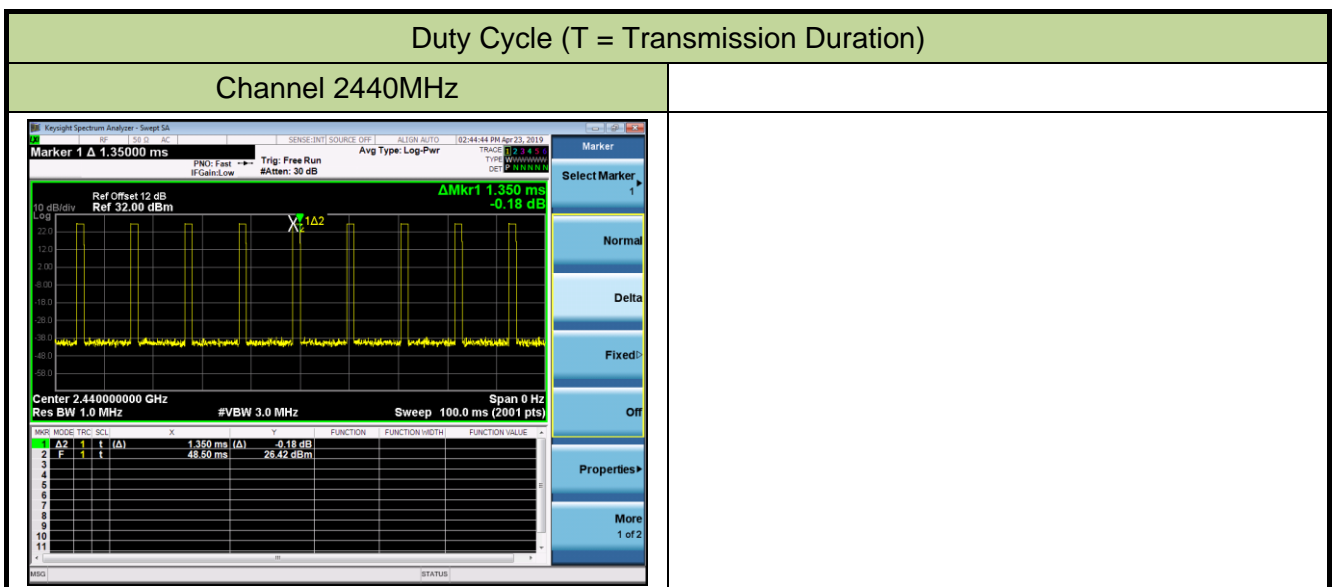 Duty Cycle (T = Transmission Duration)
Channel 2440MHz
Keysight Spectrum Analyzer - Swept SA
RF 50 Ω AC SENSE:INT SOURCE OFF ALIGN AUTO 02:44:44 PM Apr 23, 2019
Marker 1 Δ 1.35000 ms
PNO: Fast
IFGain:Low
Trig: Free Run
#Atten: 30 dB
Avg Type: Log-Pwr
TRACE 1 2 3 4 5 6
TYPE WWWWWW
DET P N N N N N
ΔMkr1 1.350 ms
-0.18 dB
Ref Offset 12 dB
10 dB/div Ref 32.00 dBm
Log
22.0
12.0
2.00
-8.00
-18.0
-28.0
-38.0
-48.0
-58.0
1Δ2
Center 2.440000000 GHz Span 0 Hz
Res BW 1.0 MHz #VBW 3.0 MHz Sweep 100.0 ms (2001 pts)
MKR MODE TRC SCL X Y FUNCTION FUNCTION WIDTH FUNCTION VALUE
1 Δ2 1 t (Δ) 1.350 ms (Δ) -0.18 dB
2 F 1 t 48.50 ms 26.42 dBm
3
4
5
6
7
8
9
10
11
MSG STATUS
Marker
Select Marker
1
Normal
Delta
Fixed
Off
Properties
More
1 of 2